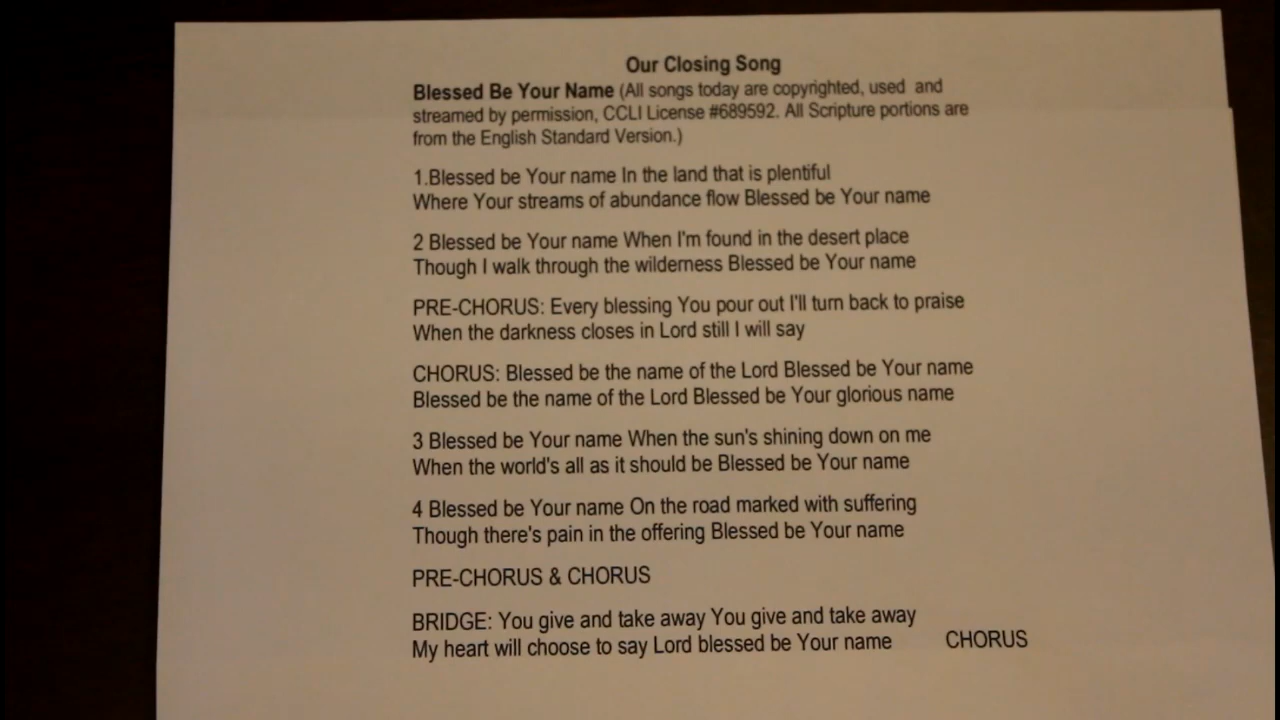 Our Closing Song
Blessed Be Your Name (All songs today are copyrighted, used and
streamed by permission, CCLI License #689592. All Scripture portions are
from the English Standard Version.)
1.Blessed be Your name In the land that is plentiful
Where Your streams of abundance flow Blessed be Your name
2 Blessed be Your name When I'm found in the desert place
Though I walk through the wilderness Blessed be Your name
PRE-CHORUS: Every blessing You pour out I'll turn back to praise
When the darkness closes in Lord still I will say
CHORUS: Blessed be the name of the Lord Blessed be Your name
Blessed be the name of the Lord Blessed be Your glorious name
3 Blessed be Your name When the sun's shining down on me
When the world's all as it should be Blessed be Your name
4 Blessed be Your name On the road marked with suffering
Though there's pain in the offering Blessed be Your name
PRE-CHORUS & CHORUS
BRIDGE: You give and take away You give and take away
My heart will choose to say Lord blessed be Your name CHORUS